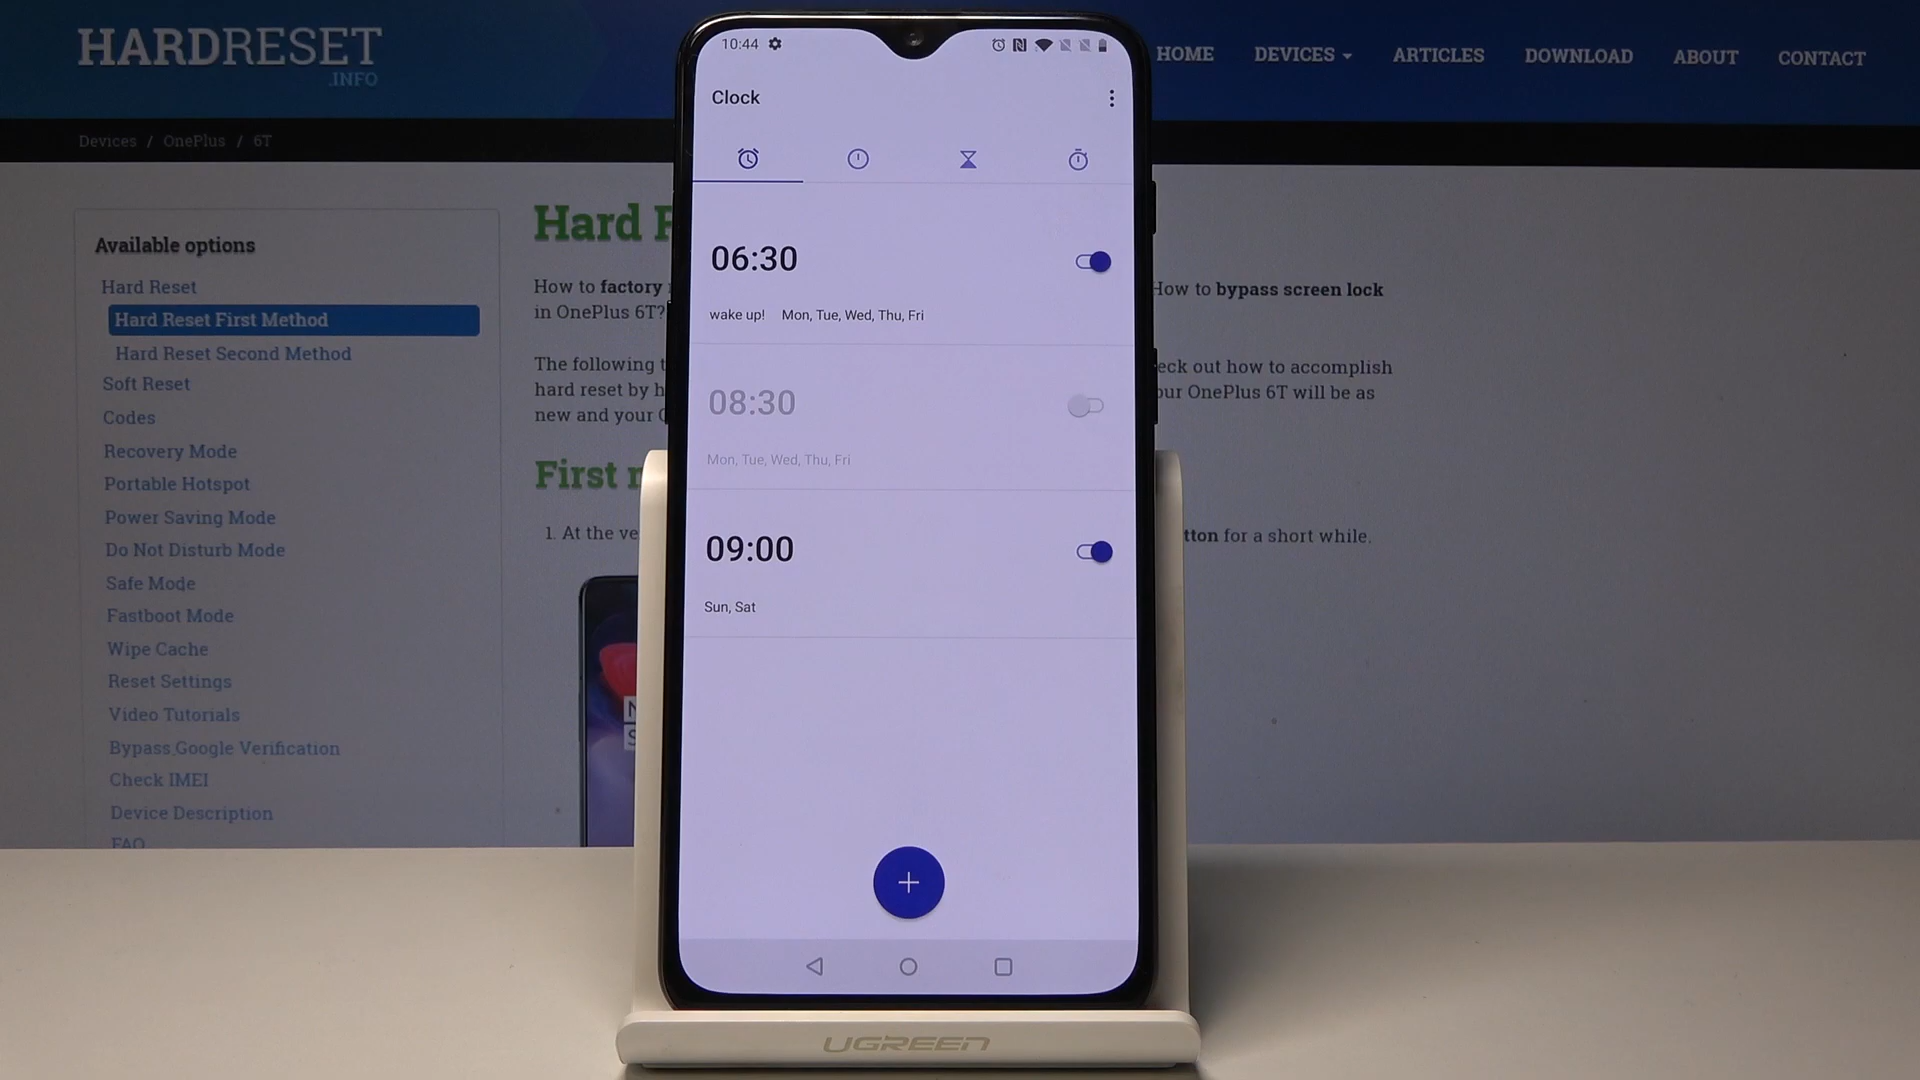 HARDRESET
.INFO
HOME DEVICES ARTICLES DOWNLOAD ABOUT CONTACT
Devices / OnePlus / 6T
Available options
Hard Reset
Hard Reset First Method
Hard Reset Second Method
Soft Reset
Codes
Recovery Mode
Portable Hotspot
Power Saving Mode
Do Not Disturb Mode
Safe Mode
Fastboot Mode
Wipe Cache
Reset Settings
Video Tutorials
Bypass Google Verification
Check IMEI
Device Description
FAQ
Hard
How to factory
How to bypass screen lock
in OnePlus 6T?
The following
hard reset by
new and your
how to accomplish
OnePlus 6T will be as
First
1. At the
for a short while.
10:44
Clock
06:30
wake up! Mon, Tue, Wed, Thu, Fri
08:30
Mon, Tue, Wed, Thu, Fri
09:00
Sun, Sat
UGREEN